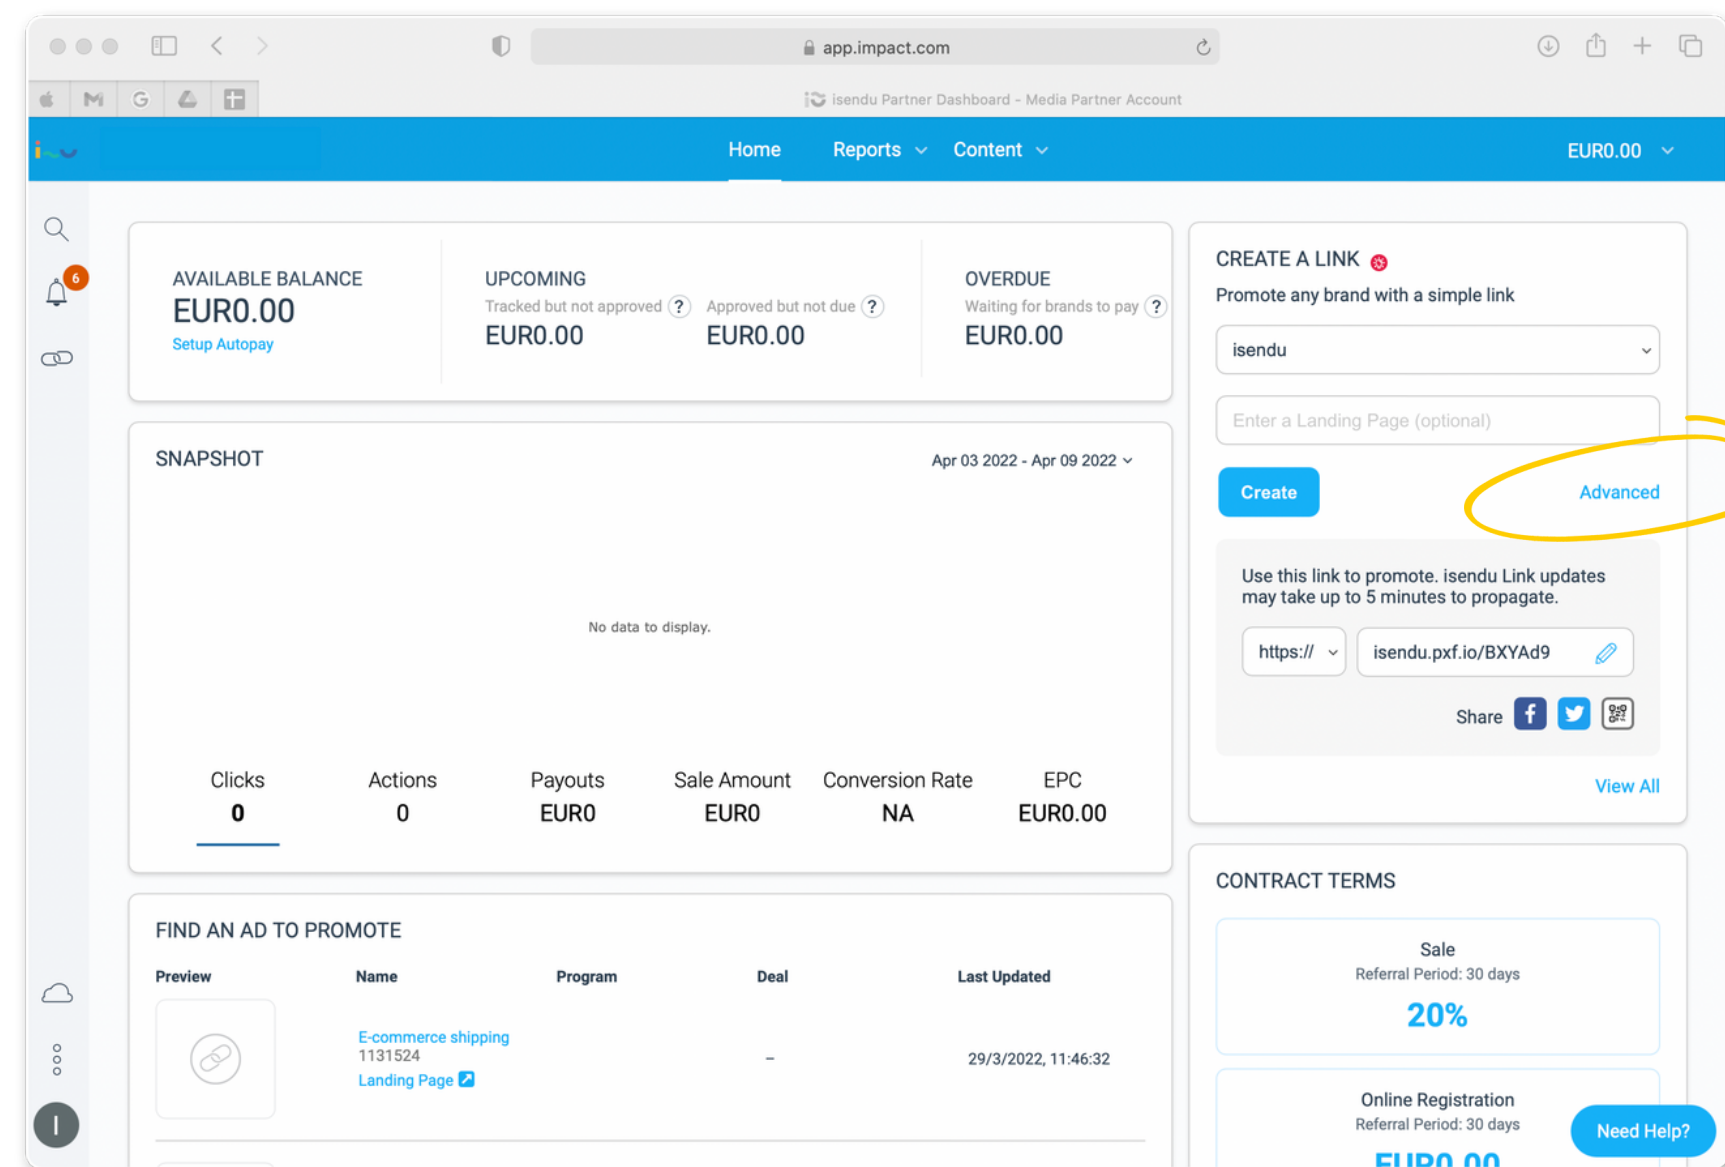 app.impact.com
isendu Partner Dashboard - Media Partner Account
Home
Reports
Content
EUR0.00
6
AVAILABLE BALANCE
EUR0.00
Setup Autopay
UPCOMING
Tracked but not approved ?
EUR0.00
Approved but not due ?
EUR0.00
OVERDUE
Waiting for brands to pay ?
EUR0.00
CREATE A LINK
Promote any brand with a simple link
isendu
Enter a Landing Page (optional)
Create
Advanced
Use this link to promote. isendu Link updates
may take up to 5 minutes to propagate.
https://
isendu.pxf.io/BXYAd9
Share
View All
SNAPSHOT
Apr 03 2022 - Apr 09 2022
No data to display.
Clicks
0
Actions
0
Payouts
EUR0
Sale Amount
EUR0
Conversion Rate
NA
EPC
EUR0.00
FIND AN AD TO PROMOTE
Preview Name Program Deal Last Updated
E-commerce shipping
1131524
Landing Page
–
29/3/2022, 11:46:32
CONTRACT TERMS
Sale
Referral Period: 30 days
20%
Online Registration
Referral Period: 30 days
EUR0.00
Need Help?
I